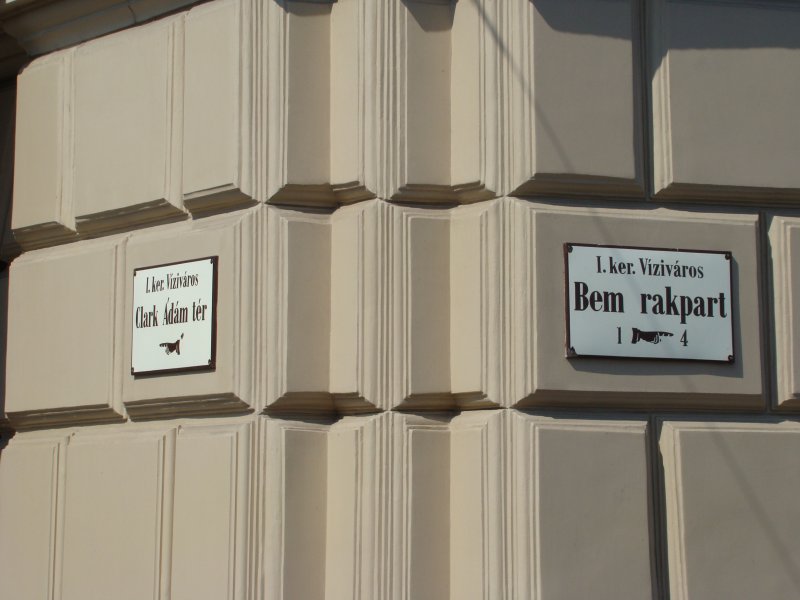 I. ker. Víziváros
Clark Ádám tér
I. ker. Víziváros
Bem rakpart
1 4